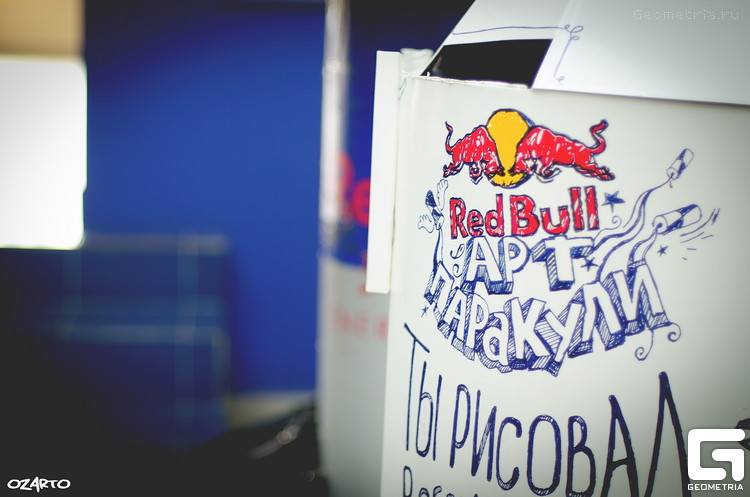 Geometria.ru
Red Bull
АРТ
ПАРАКУЛИ
ТЫ РИСОВАЛ
OZARTO
GEOMETRIA